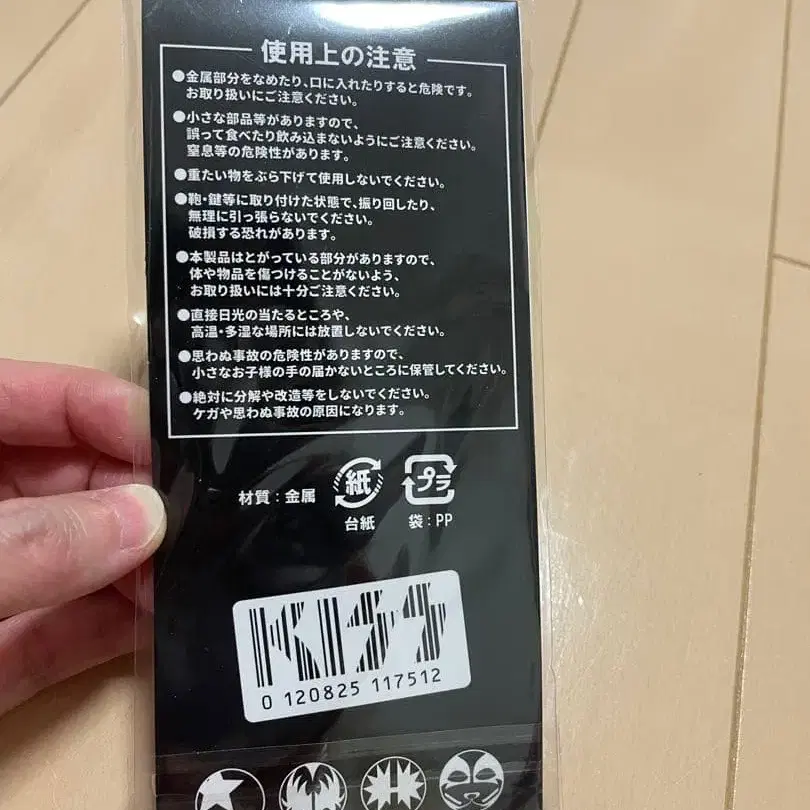 使用上の注意
●金属部分をなめたり、口に入れたりすると危険です。
お取り扱いにご注意ください。
●小さな部品等がありますので、
誤って食べたり飲み込まないようにご注意ください。
窒息等の危険性があります。
●重たい物をぶら下げて使用しないでください。
●鞄・鍵等に取り付けた状態で、振り回したり、
無理に引っ張らないでください。
破損する恐れがあります。
●本製品はとがっている部分がありますので、
体や物品を傷つけることがないよう、
お取り扱いには十分ご注意ください。
●直接日光の当たるところや、
高温・多湿な場所には放置しないでください。
●思わぬ事故の危険性がありますので、
小さなお子様の手の届かないところに保管してください。
●絶対に分解や改造等をしないでください。
ケガや思わぬ事故の原因になります。
材質：金属
紙
台紙
プラ
袋：PP
KISS
0 120825 117512